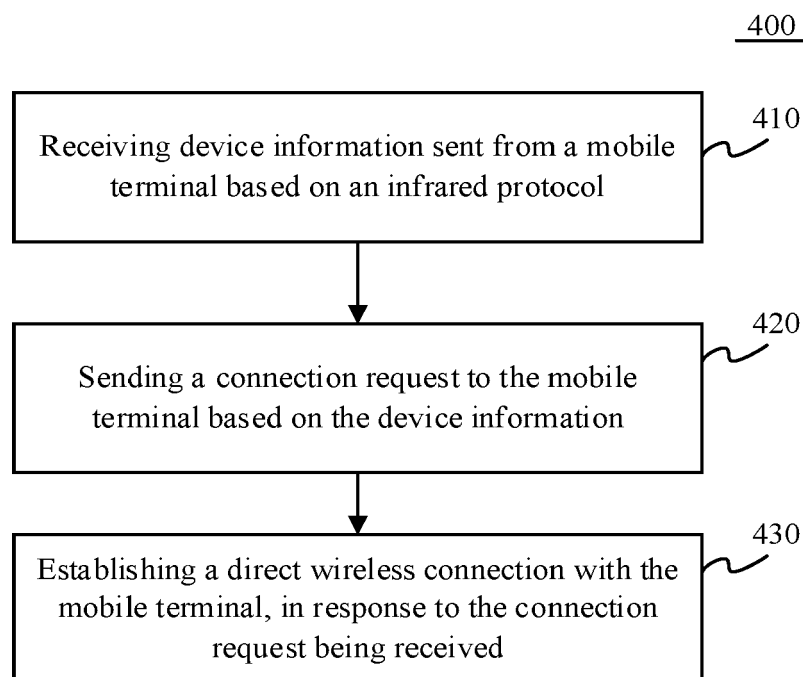 400
410
Receiving device information sent from a mobile
terminal based on an infrared protocol
420
Sending a connection request to the mobile
terminal based on the device information
430
Establishing a direct wireless connection with the
mobile terminal, in response to the connection
request being received